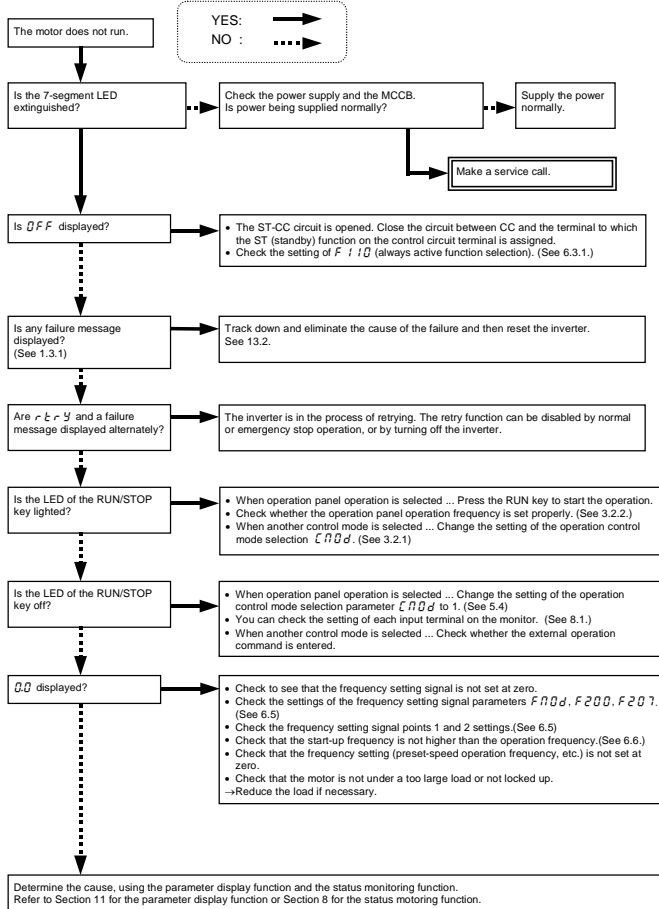 YES:
NO :
The motor does not run.
Is the 7-segment LED
extinguished?
Check the power supply and the MCCB.
Is power being supplied normally?
Supply the power
normally.
Make a service call.
Is OFF displayed?
• The ST-CC circuit is opened. Close the circuit between CC and the terminal to which
the ST (standby) function on the control circuit terminal is assigned.
• Check the setting of F110 (always active function selection). (See 6.3.1.)
Is any failure message
displayed?
(See 1.3.1)
Track down and eliminate the cause of the failure and then reset the inverter.
See 13.2.
Are rtry and a failure
message displayed alternately?
The inverter is in the process of retrying. The retry function can be disabled by normal
or emergency stop operation, or by turning off the inverter.
Is the LED of the RUN/STOP
key lighted?
• When operation panel operation is selected ... Press the RUN key to start the operation.
• Check whether the operation panel operation frequency is set properly. (See 3.2.2.)
• When another control mode is selected ... Change the setting of the operation control
mode selection CMOd. (See 3.2.1)
Is the LED of the RUN/STOP
key off?
• When operation panel operation is selected ... Change the setting of the operation
control mode selection parameter CMOd to 1. (See 5.4)
• You can check the setting of each input terminal on the monitor. (See 8.1.)
• When another control mode is selected ... Check whether the external operation
command is entered.
0.0 displayed?
• Check to see that the frequency setting signal is not set at zero.
• Check the settings of the frequency setting signal parameters FMOd, F200, F207.
(See 6.5)
• Check the frequency setting signal points 1 and 2 settings.(See 6.5)
• Check that the start-up frequency is not higher than the operation frequency.(See 6.6.)
• Check that the frequency setting (preset-speed operation frequency, etc.) is not set at
zero.
• Check that the motor is not under a too large load or not locked up.
→Reduce the load if necessary.
Determine the cause, using the parameter display function and the status monitoring function.
Refer to Section 11 for the parameter display function or Section 8 for the status motoring function.